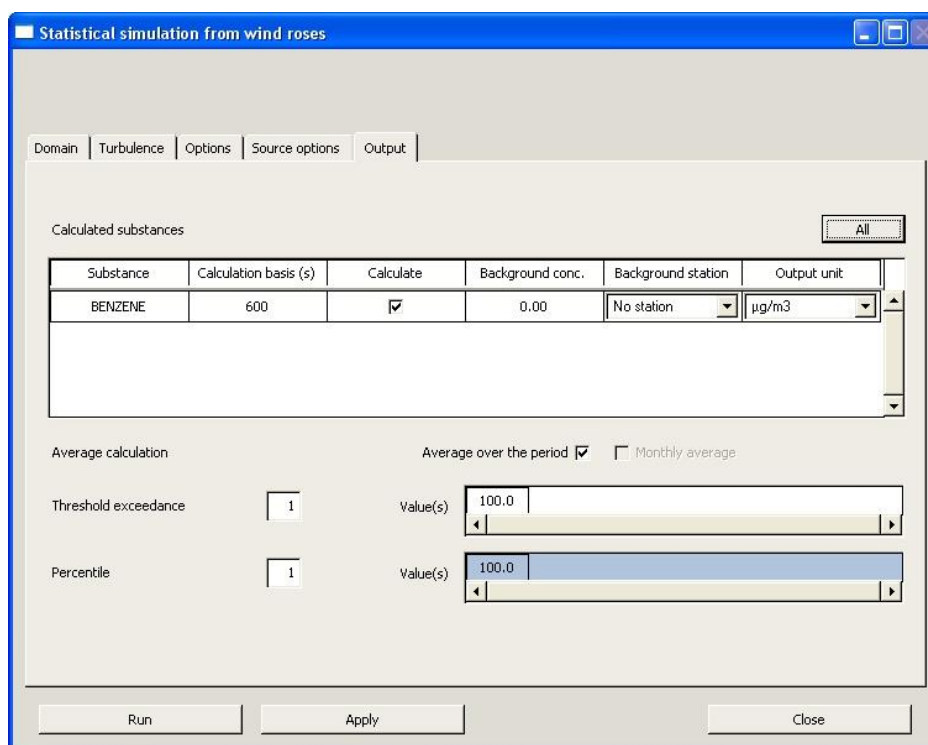 Statistical simulation from wind roses
Domain Turbulence Options Source options Output
Calculated substances All
Substance Calculation basis (s) Calculate Background conc. Background station Output unit
BENZENE 600 0.00 No station µg/m3
Average calculation Average over the period Monthly average
Threshold exceedance 1 Value(s) 100.0
Percentile 1 Value(s) 100.0
Run Apply Close